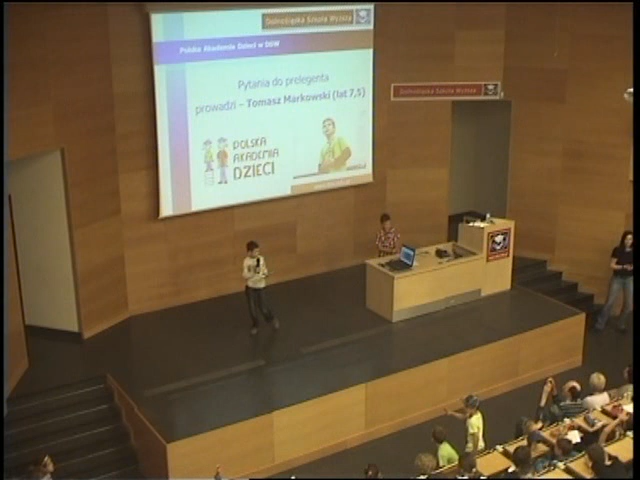 Dolnośląska Szkoła Wyższa
Polska Akademia Dzieci w DSW
Pytania do prelegenta
prowadzi – Tomasz Markowski (lat 7,5)
POLSKA
AKADEMIA
DZIECI
Dolnośląska Szkoła Wyższa